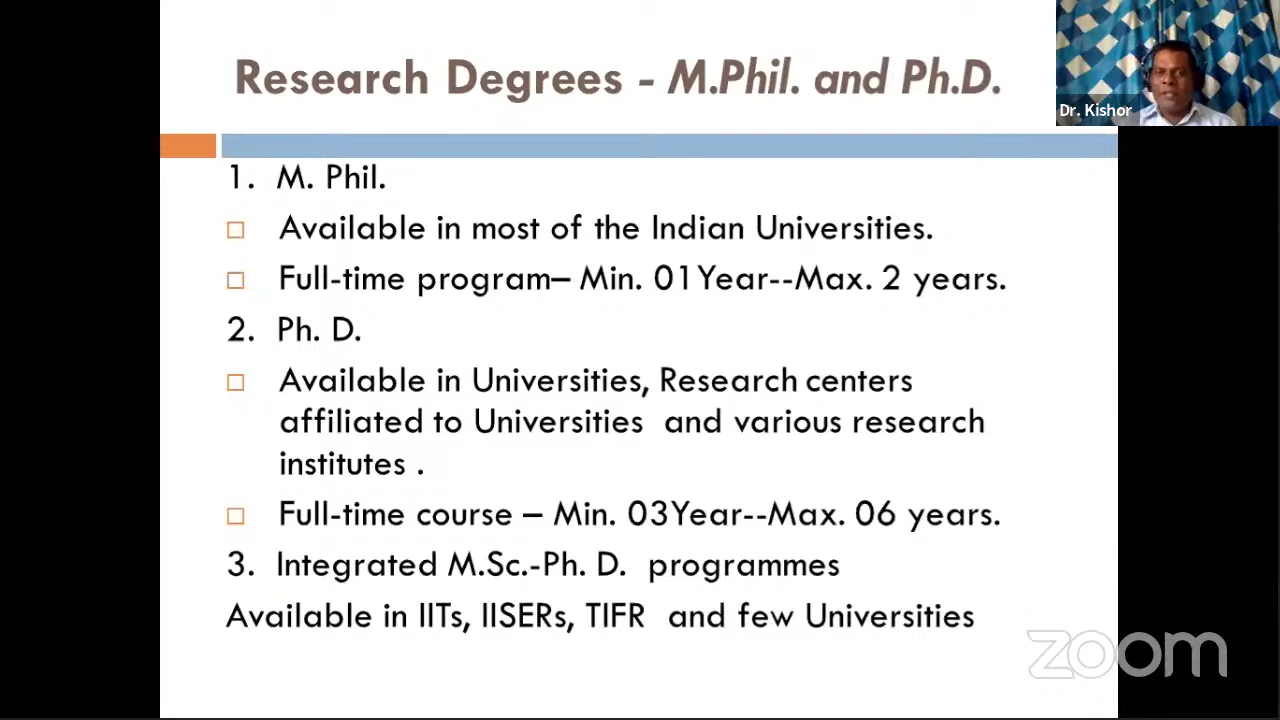 Research Degrees - M.Phil. and Ph.D.
Dr. Kishor
1. M. Phil.
Available in most of the Indian Universities.
Full-time program– Min. 01Year--Max. 2 years.
2. Ph. D.
Available in Universities, Research centers
affiliated to Universities and various research
institutes .
Full-time course – Min. 03Year--Max. 06 years.
3. Integrated M.Sc.-Ph. D. programmes
Available in IITs, IISERs, TIFR and few Universities
zoom